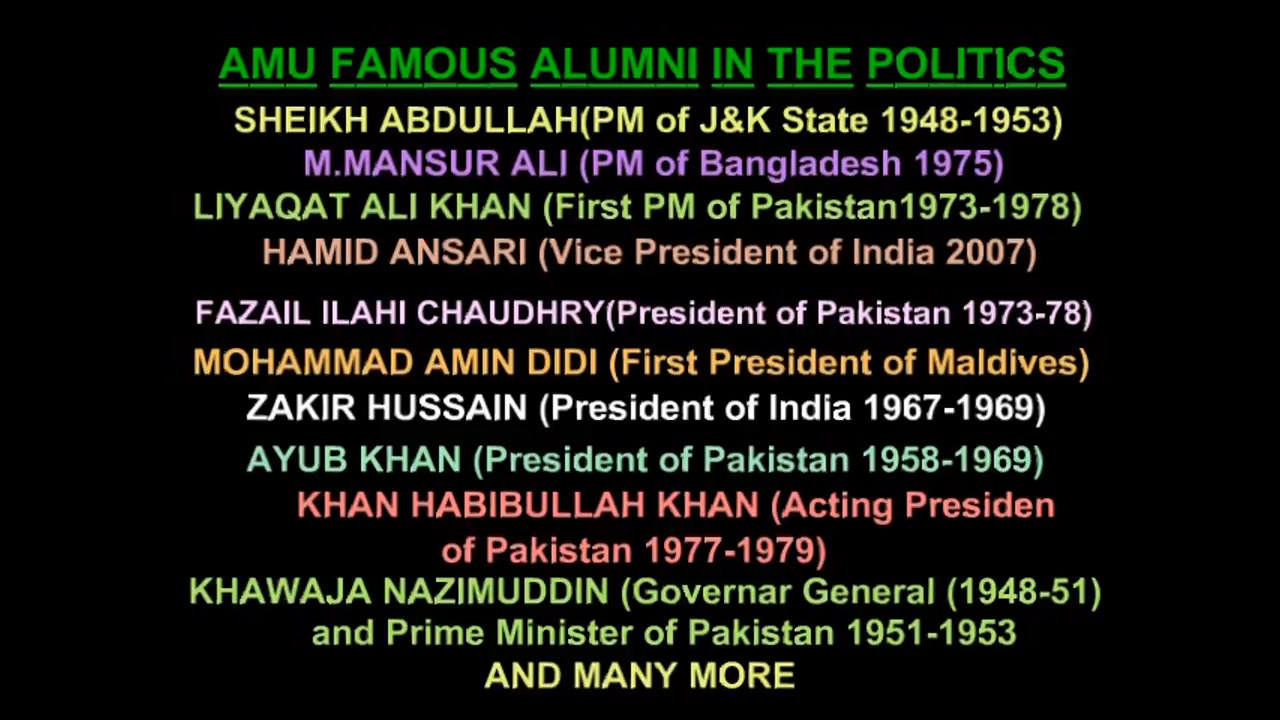 AMU FAMOUS ALUMNI IN THE POLITICS
SHEIKH ABDULLAH(PM of J&K State 1948-1953)
M.MANSUR ALI (PM of Bangladesh 1975)
LIYAQAT ALI KHAN (First PM of Pakistan1973-1978)
HAMID ANSARI (Vice President of India 2007)
FAZAIL ILAHI CHAUDHRY(President of Pakistan 1973-78)
MOHAMMAD AMIN DIDI (First President of Maldives)
ZAKIR HUSSAIN (President of India 1967-1969)
AYUB KHAN (President of Pakistan 1958-1969)
KHAN HABIBULLAH KHAN (Acting Presiden
of Pakistan 1977-1979)
KHAWAJA NAZIMUDDIN (Governar General (1948-51)
and Prime Minister of Pakistan 1951-1953
AND MANY MORE